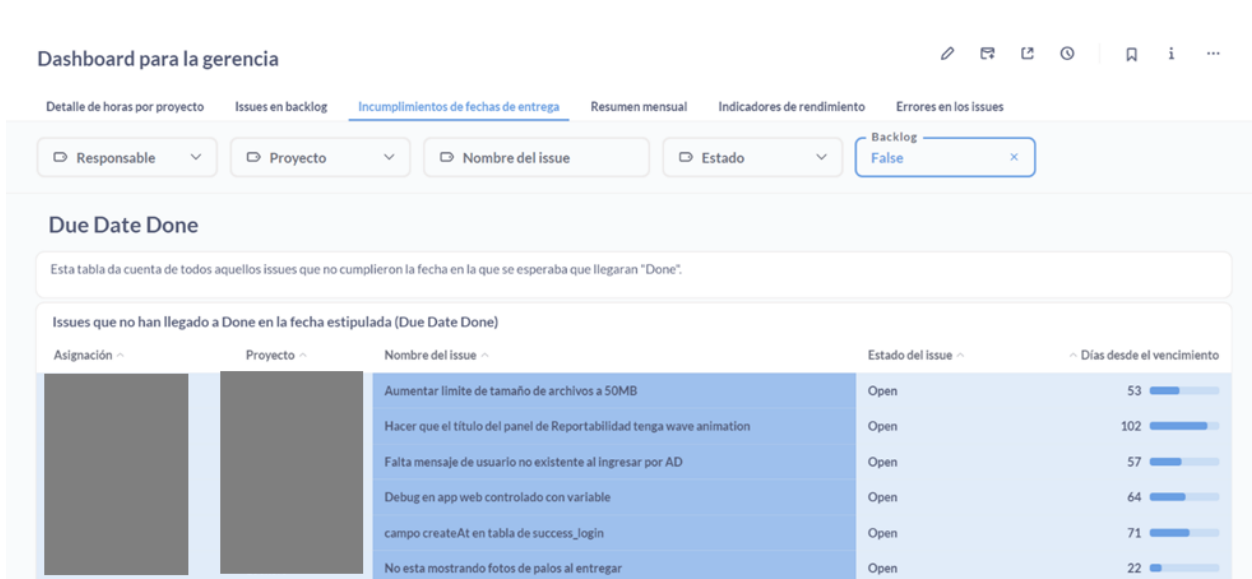 Dashboard para la gerencia
Detalle de horas por proyecto Issues en backlog Incumplimientos de fechas de entrega Resumen mensual Indicadores de rendimiento Errores en los issues
Backlog
Responsable Proyecto Nombre del issue Estado False
Due Date Done
Esta tabla da cuenta de todos aquellos issues que no cumplieron la fecha en la que se esperaba que llegaran "Done".
Issues que no han llegado a Done en la fecha estipulada (Due Date Done)
Asignación Proyecto Nombre del issue Estado del issue Días desde el vencimiento
Aumentar limite de tamaño de archivos a 50MB Open 53
Hacer que el título del panel de Reportabilidad tenga wave animation Open 102
Falta mensaje de usuario no existente al ingresar por AD Open 57
Debug en app web controlado con variable Open 64
campo createAt en tabla de success_login Open 71
No esta mostrando fotos de palos al entregar Open 22